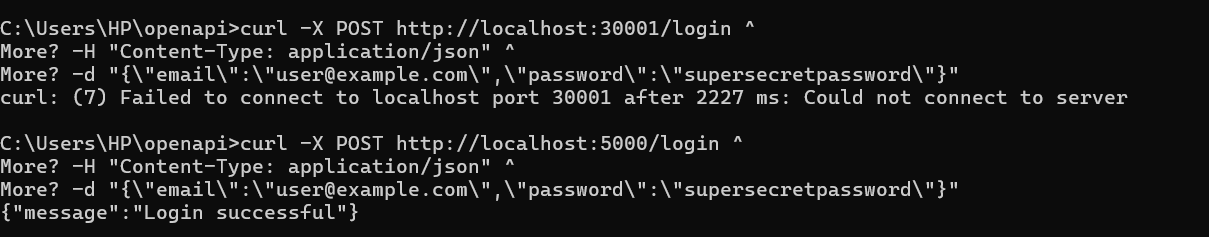 C:\Users\HP\openapi>curl -X POST http://localhost:30001/login ^
More? -H "Content-Type: application/json" ^
More? -d "{\"email\":\"user@example.com\",\"password\":\"supersecretpassword\"}"
curl: (7) Failed to connect to localhost port 30001 after 2227 ms: Could not connect to server
C:\Users\HP\openapi>curl -X POST http://localhost:5000/login ^
More? -H "Content-Type: application/json" ^
More? -d "{\"email\":\"user@example.com\",\"password\":\"supersecretpassword\"}"
{"message":"Login successful"}